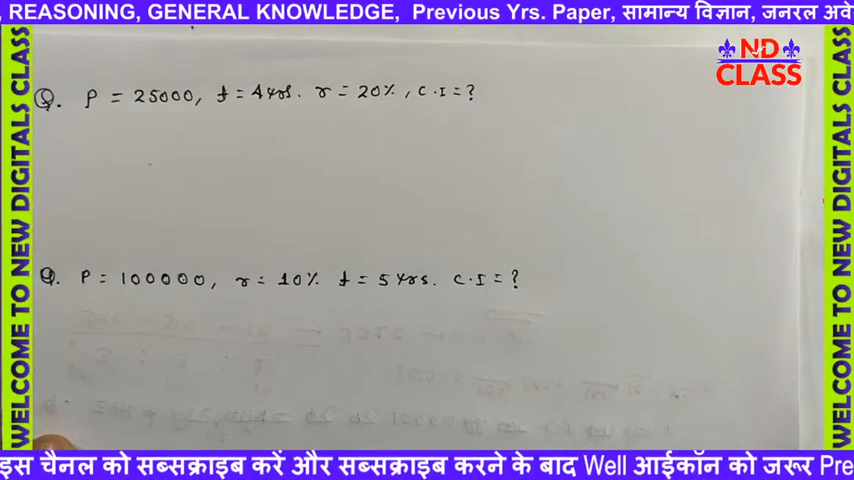 , REASONING, GENERAL KNOWLEDGE, Previous Yrs. Paper, सामान्य विज्ञान, जनरल अवे
WELCOME TO NEW DIGITALS CLASS
ND
CLASS
Q. P = 25000, t = 4 yrs. r = 20%, C.I = ?
Q. P = 100000, r = 10% t = 5 yrs. C.I = ?
WELCOME TO NEW DIGITALS CLASS
इस चैनल को सब्सक्राइब करें और सब्सक्राइब करने के बाद Well आईकॉन को जरूर Pre